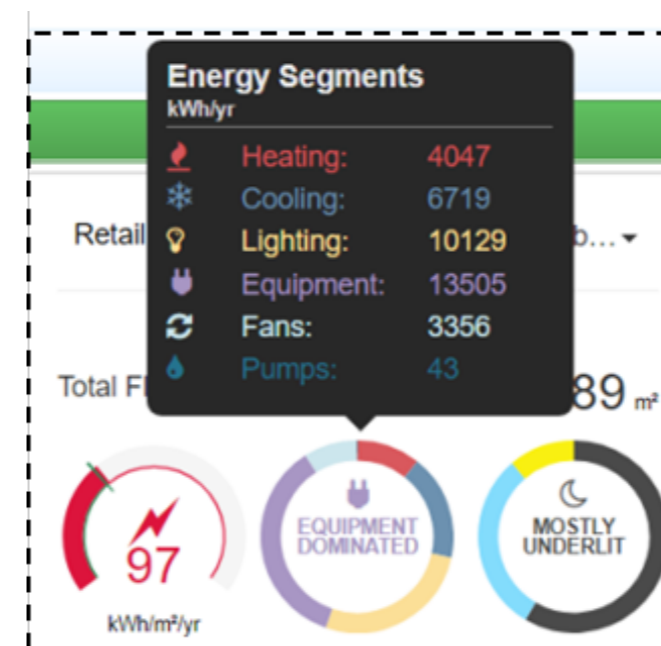 Energy Segments
kWh/yr
Heating: 4047
Cooling: 6719
Retail
Lighting: 10129
b...
Equipment: 13505
Fans: 3356
Pumps: 43
Total Fl
89 m²
EQUIPMENT
DOMINATED
MOSTLY
UNDERLIT
97
kWh/m²/yr